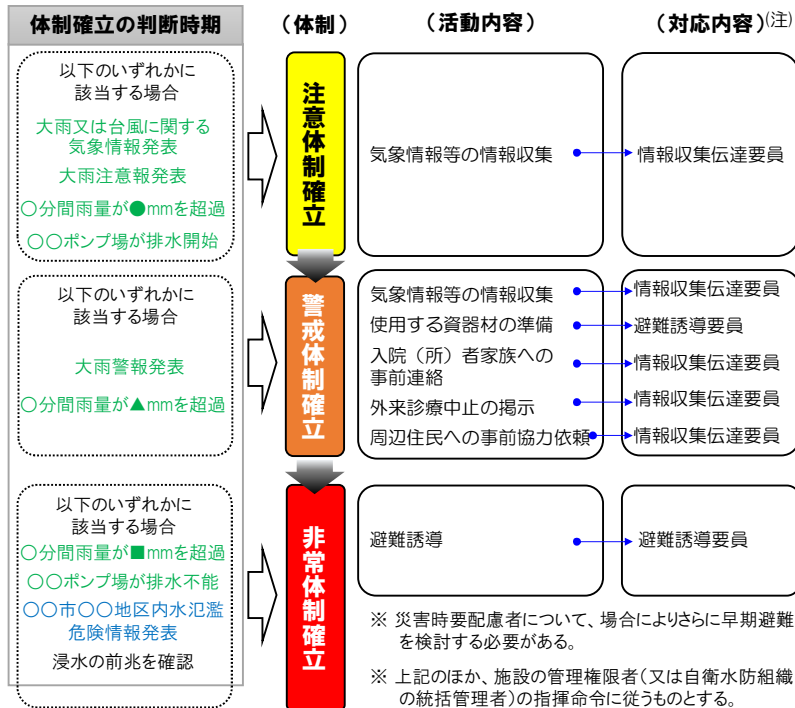 体制確立の判断時期
(体制)
(活動内容)
(対応内容)(注)
以下のいずれかに
該当する場合
大雨又は台風に関する
気象情報発表
大雨注意報発表
〇分間雨量が●mmを超過
〇〇ポンプ場が排水開始
注意体制確立
気象情報等の情報収集
情報収集伝達要員
以下のいずれかに
該当する場合
大雨警報発表
〇分間雨量が▲mmを超過
警戒体制確立
気象情報等の情報収集
情報収集伝達要員
使用する資器材の準備
避難誘導要員
入院（所）者家族への
事前連絡
情報収集伝達要員
外来診療中止の掲示
情報収集伝達要員
周辺住民への事前協力依頼
情報収集伝達要員
以下のいずれかに
該当する場合
〇分間雨量が■mmを超過
〇〇ポンプ場が排水不能
〇〇市〇〇地区内水氾濫
危険情報発表
浸水の前兆を確認
非常体制確立
避難誘導
避難誘導要員
※ 災害時要配慮者について、場合によりさらに早期避難
を検討する必要がある。
※ 上記のほか、施設の管理権限者（又は自衛水防組織
の統括管理者）の指揮命令に従うものとする。